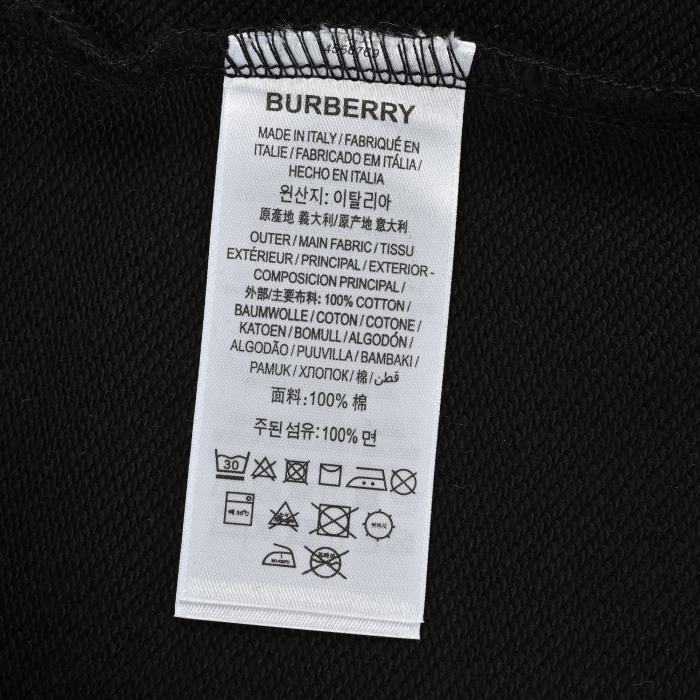 BURBERRY
MADE IN ITALY / FABRIQUÉ EN
ITALIE / FABRICADO EM ITÁLIA /
HECHO EN ITALIA
원산지: 이탈리아
原產地 義大利/原产地 意大利
OUTER / MAIN FABRIC / TISSU
EXTÉRIEUR / PRINCIPAL / EXTERIOR -
COMPOSICION PRINCIPAL /
外部/主要布料: 100% COTTON /
BAUMWOLLE / COTON / COTONE /
KATOEN / BOMULL / ALGODÓN /
ALGODÃO / PUUVILLA / BAMBAKI /
PAMUK / ХЛОПОК / 棉 / قطن
面料:100% 棉
주된 섬유:100% 면
30